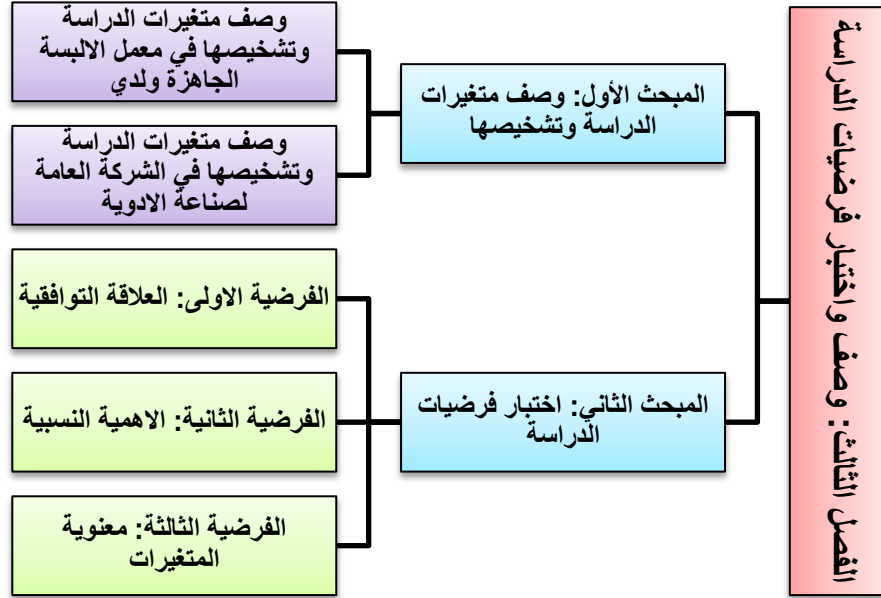 الفصل الثالث: وصف واختبار فرضيات الدراسة
المبحث الأول: وصف متغيرات
الدراسة وتشخيصها
وصف متغيرات الدراسة
وتشخيصها في معمل الالبسة
الجاهزة ولدي
وصف متغيرات الدراسة
وتشخيصها في الشركة العامة
لصناعة الادوية
المبحث الثاني: اختبار فرضيات
الدراسة
الفرضية الاولى: العلاقة التوافقية
الفرضية الثانية: الاهمية النسبية
الفرضية الثالثة: معنوية
المتغيرات